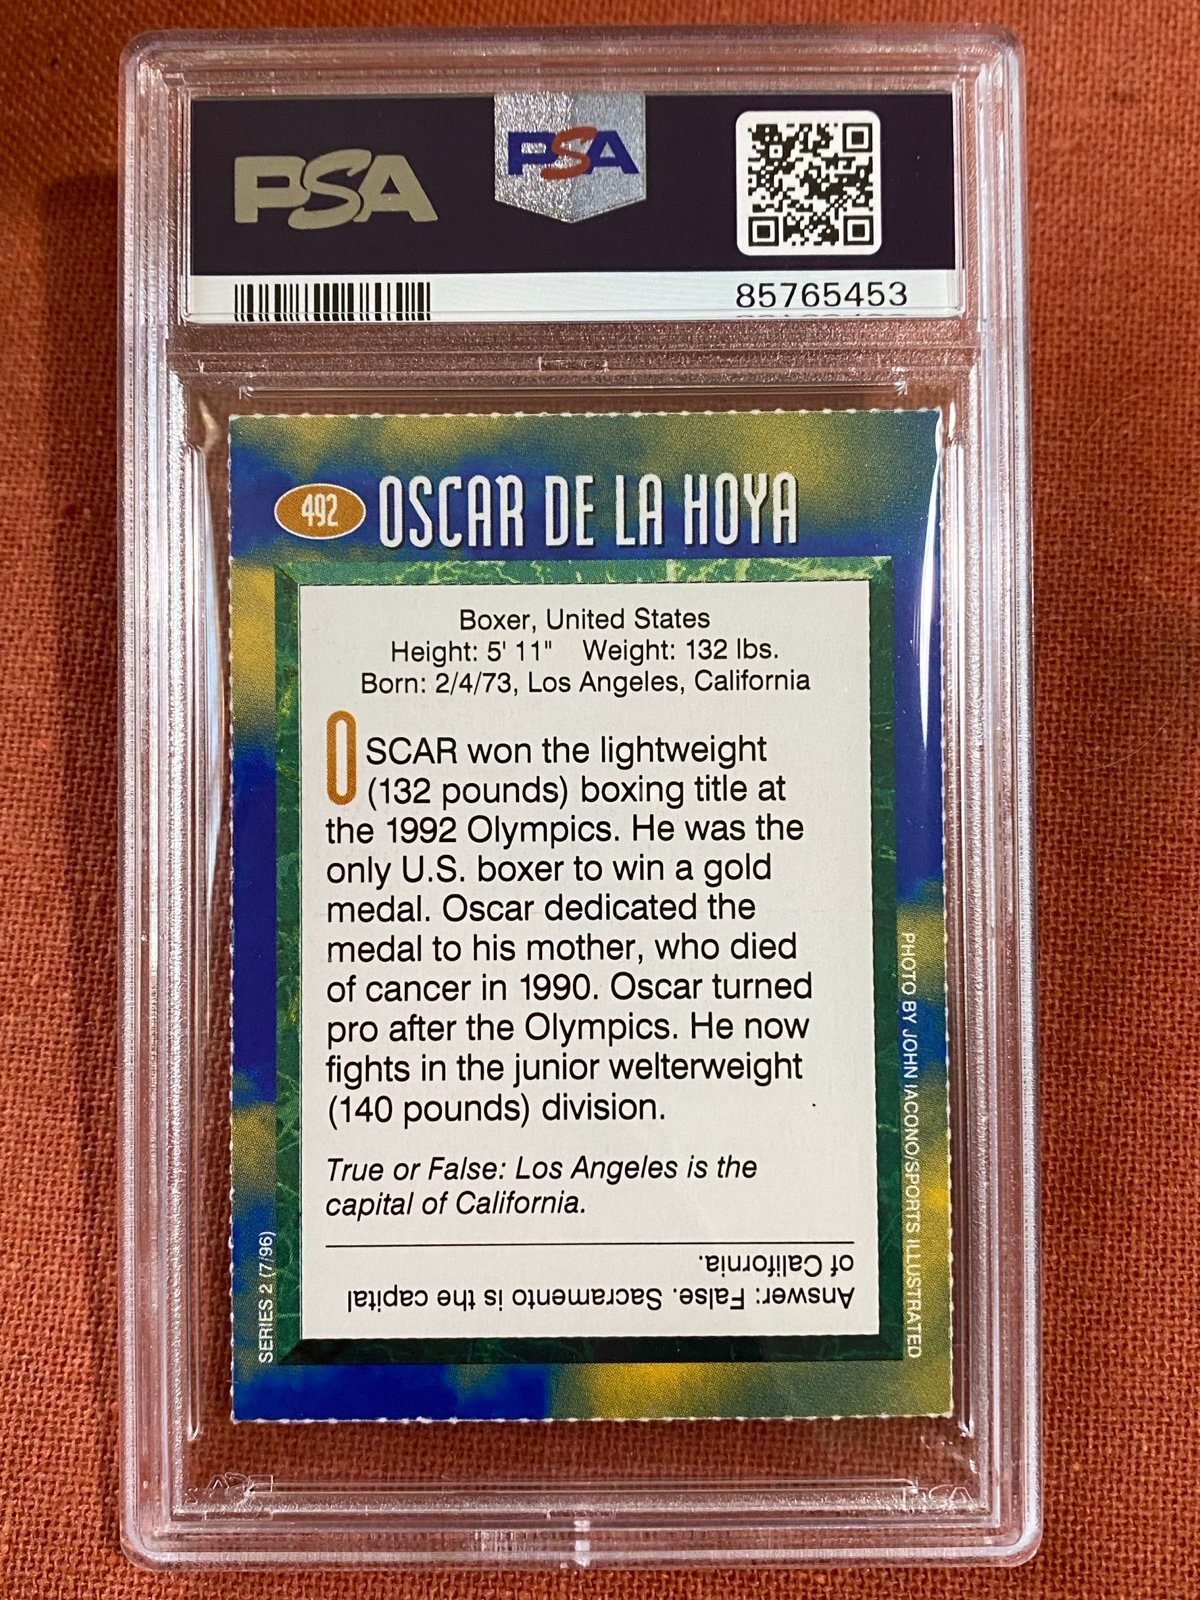 PSA
PSA
85765453
492 OSCAR DE LA HOYA
Boxer, United States
Height: 5' 11" Weight: 132 lbs.
Born: 2/4/73, Los Angeles, California
OSCAR won the lightweight
(132 pounds) boxing title at
the 1992 Olympics. He was the
only U.S. boxer to win a gold
medal. Oscar dedicated the
medal to his mother, who died
of cancer in 1990. Oscar turned
pro after the Olympics. He now
fights in the junior welterweight
(140 pounds) division.
True or False: Los Angeles is the
capital of California.
Answer: False. Sacramento is the capital
of California.
SERIES 2 (7/96)
PHOTO BY JOHN IACONO/SPORTS ILLUSTRATED
PSA
PSA